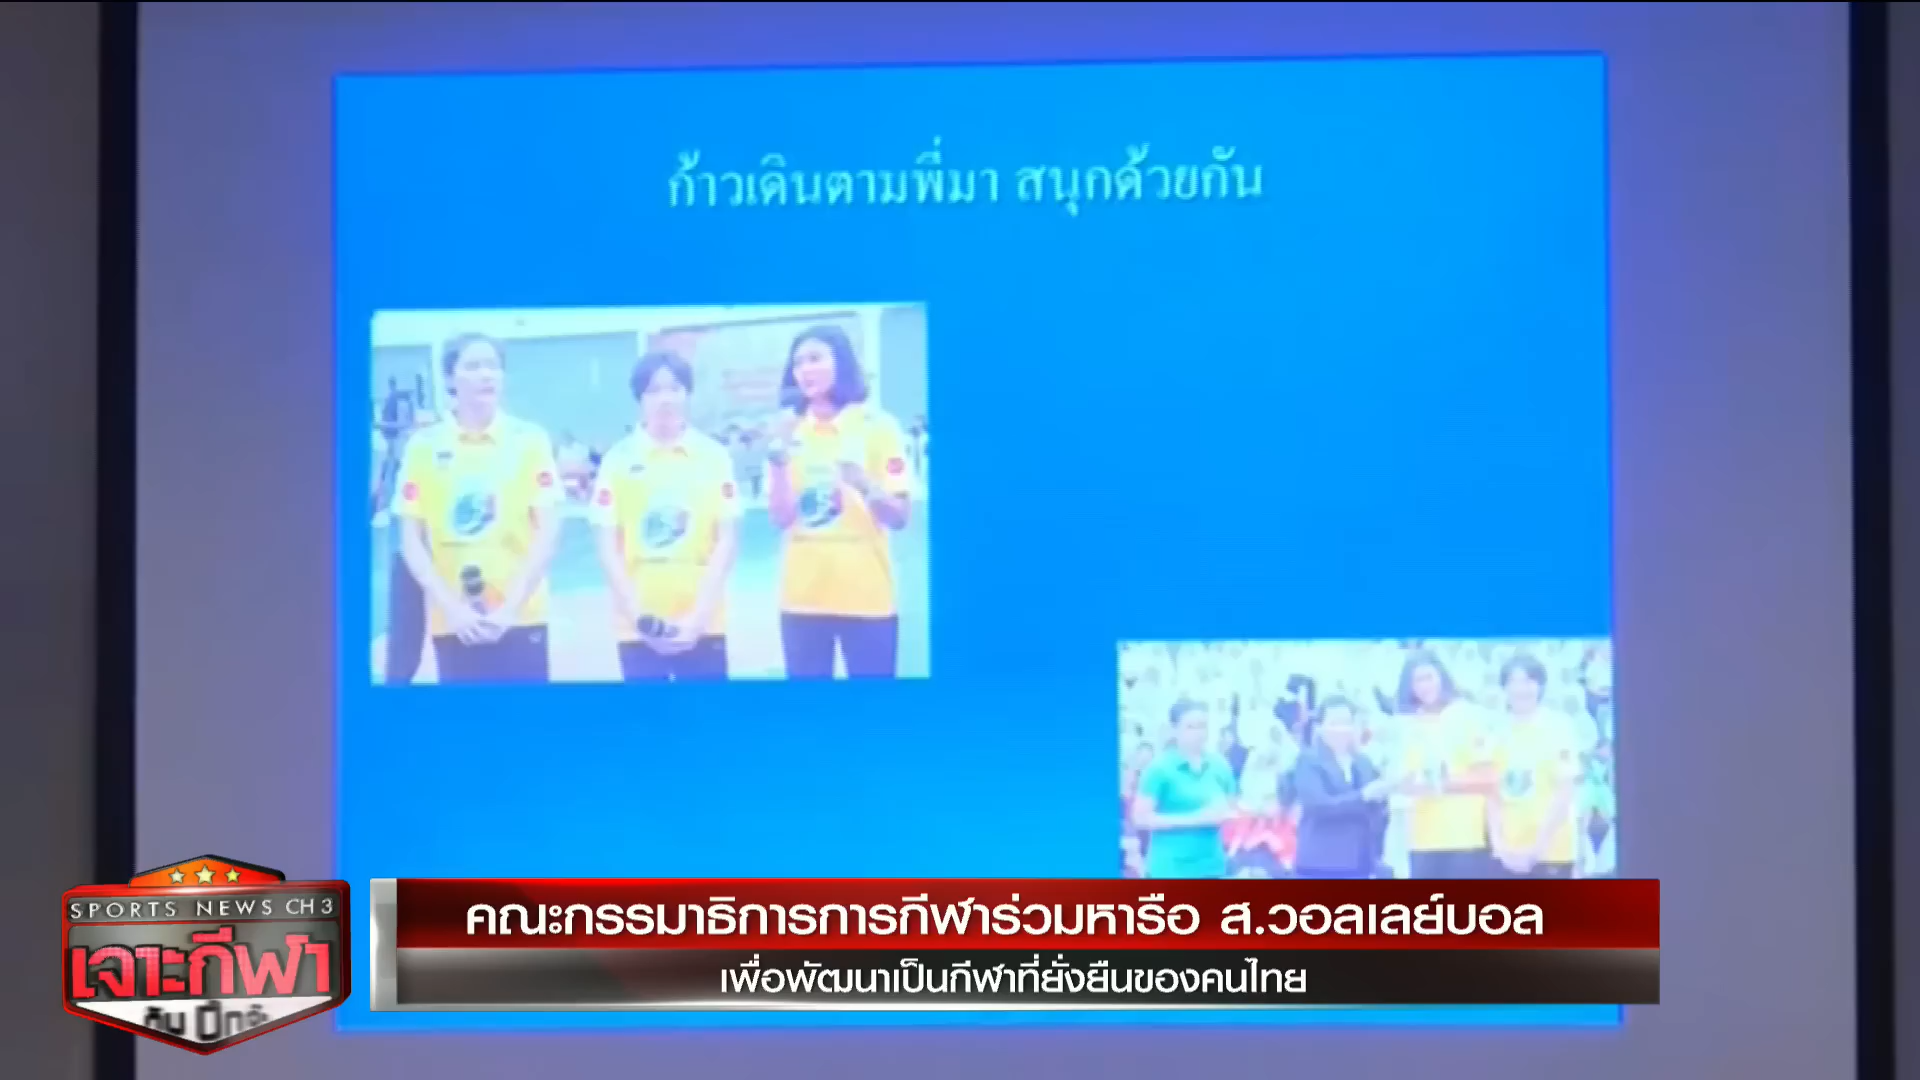 ก้าวเดินตามพี่มา สนุกด้วยกัน
SPORTS NEWS CH3
เจาะกีฬา
คณะกรรมาธิการการกีฬาร่วมหารือ ส.วอลเลย์บอล
เพื่อพัฒนาเป็นกีฬาที่ยั่งยืนของคนไทย